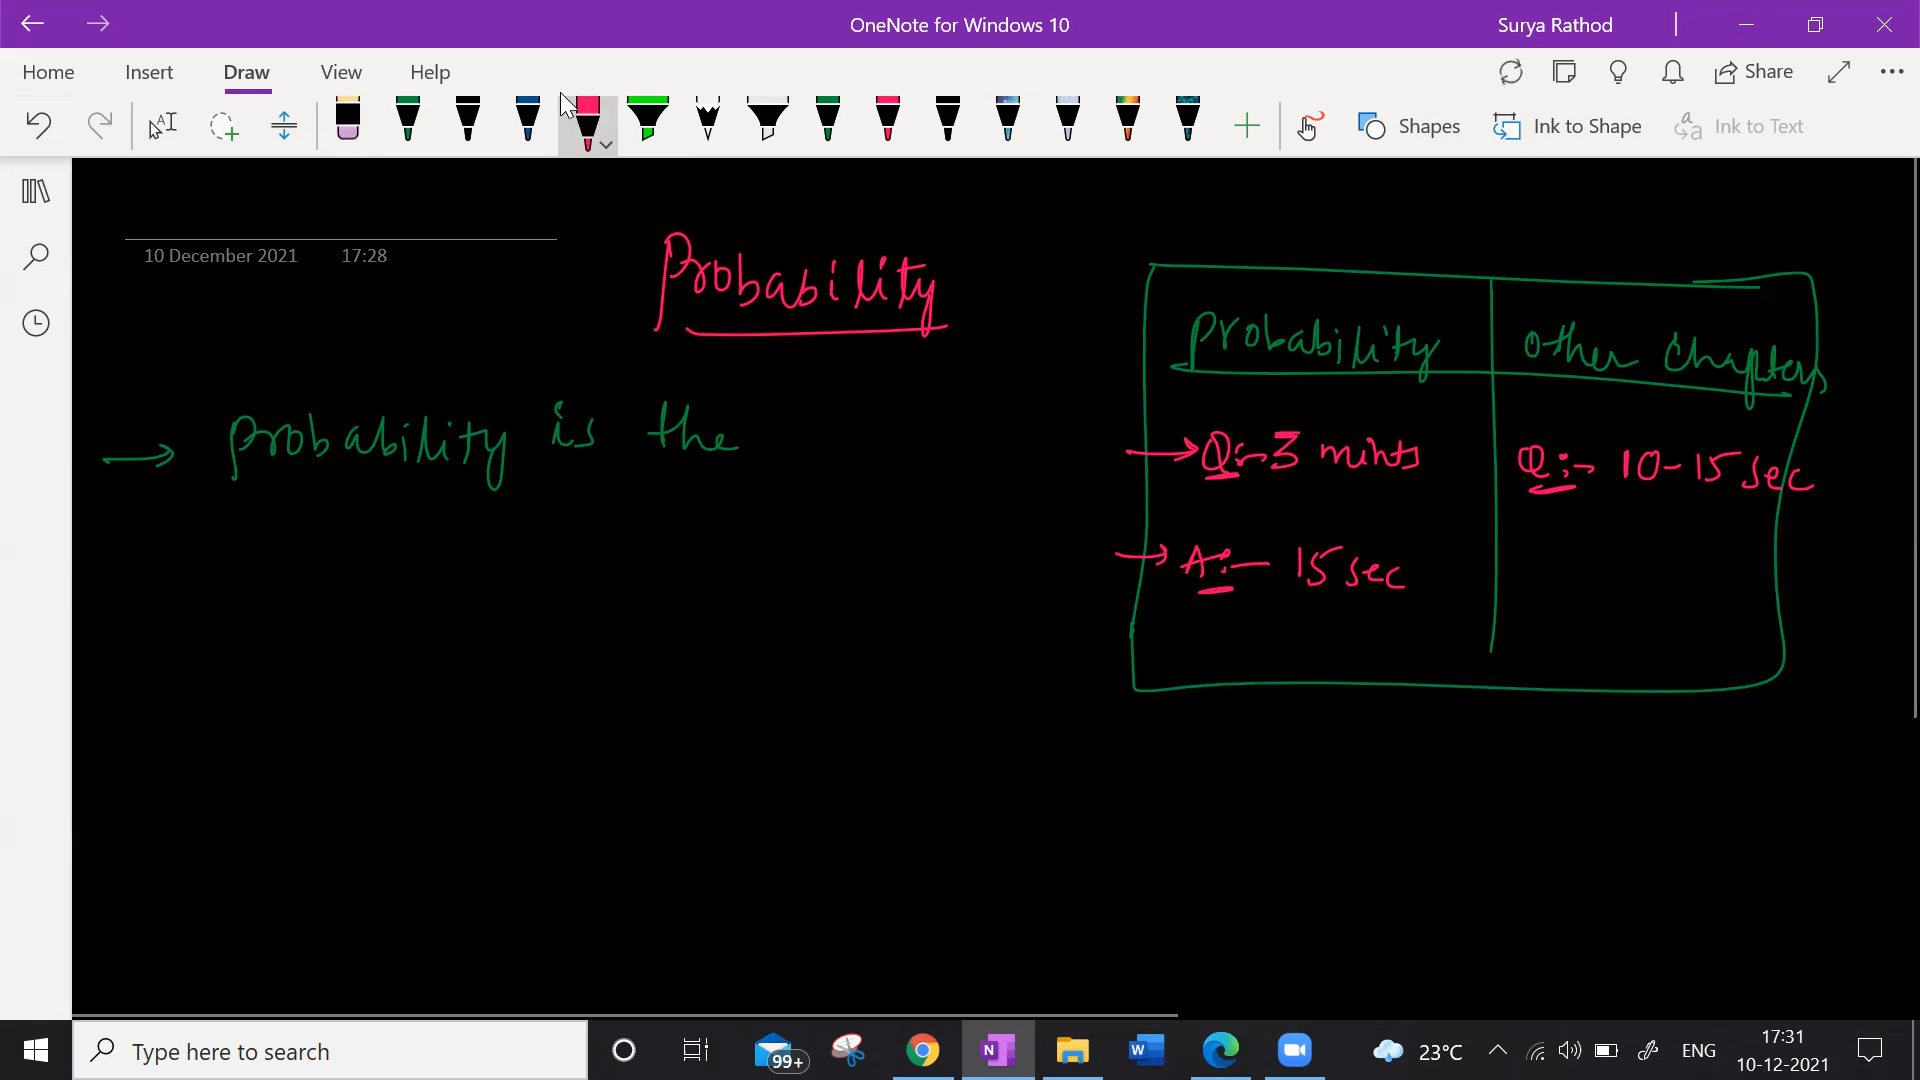 OneNote for Windows 10
Surya Rathod
Home Insert Draw View Help
Share
Shapes
Ink to Shape
Ink to Text
10 December 2021 17:28
Probability
Probability other chapters
→ probability is the
→ Q:- 3 mints
Q:- 10-15 sec
→ A:- 15 sec
Type here to search
99+
23°C
ENG
17:31
10-12-2021